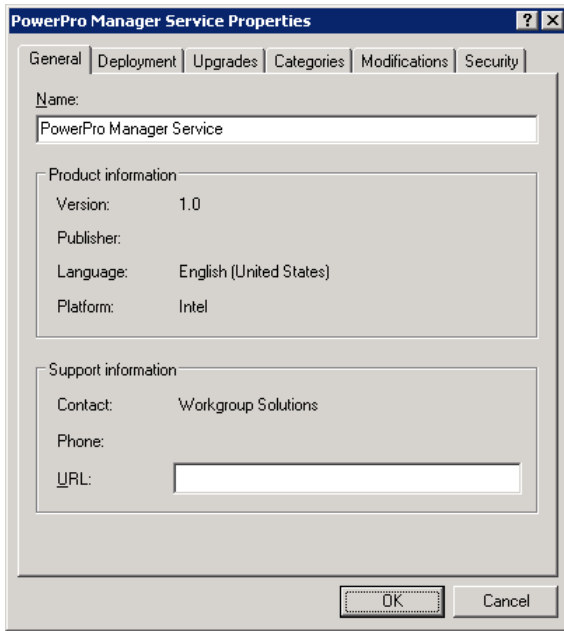 PowerPro Manager Service Properties
General Deployment Upgrades Categories Modifications Security
Name:
PowerPro Manager Service
Product information
Version: 1.0
Publisher:
Language: English (United States)
Platform: Intel
Support information
Contact: Workgroup Solutions
Phone:
URL:
OK Cancel